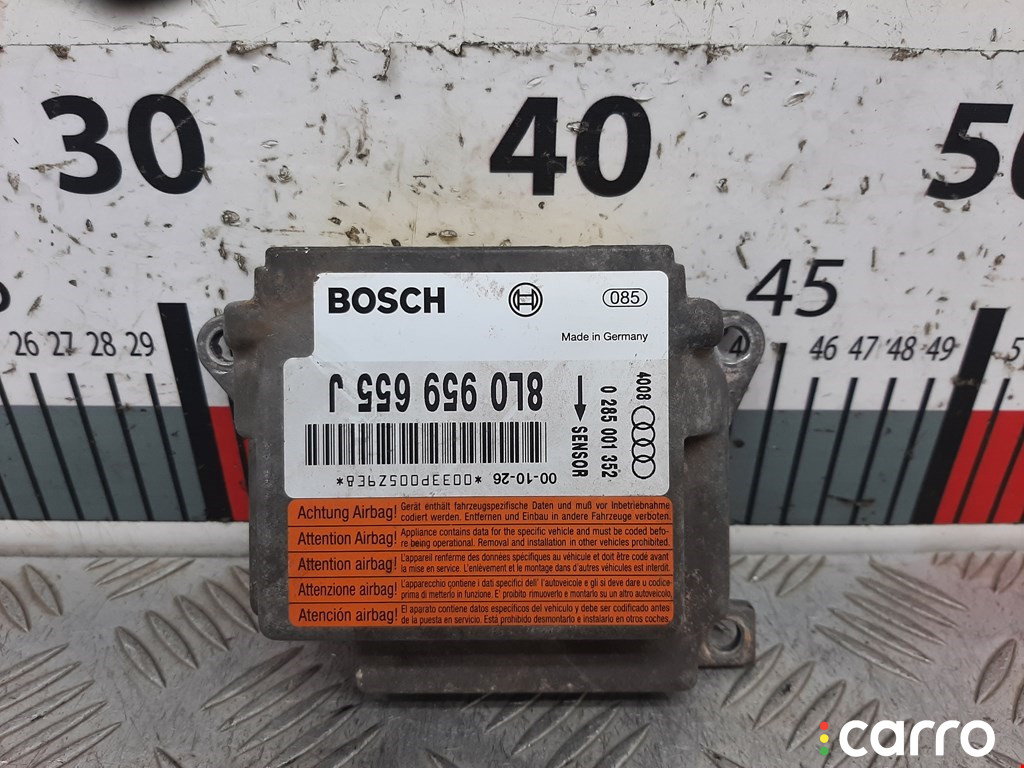 30 40 50
45
26 27 28 29 46 47 48 49
BOSCH 085
Made in Germany
8L0 959 655 J
SENSOR
0 285 001 352
4008
00-10-26
*0033P0052Z9E8*
Achtung Airbag! Gerät enthält fahrzeugspezifische Daten und muß vor Inbetriebnahme
codiert werden. Entfernen und Einbau in andere Fahrzeuge verboten.
Attention Airbag! Appliance contains data for the specific vehicle and must be coded befo-
re being operational. Removal and installation in other vehicles prohibited.
Attention airbag! L'appareil renferme des données spécifiques au véhicule et doit être codé avant
la mise en service. L'enlèvement et le montage dans d'autres véhicules est interdit.
Attenzione airbag! L'apparecchio contiene i dati specifici dell' l'autoveicolo e gli si deve dare u codice-
prima di metterlo in funzione. E' proibito rimuoverlo e montarlo su un altro autoveicolo,
Atención airbag! El aparato contiene datos específicos del vehículo y debe ser codificado antes
de la puesta en servicio. Está prohibido desmontarlo e instalarlo en otros coches.
carro